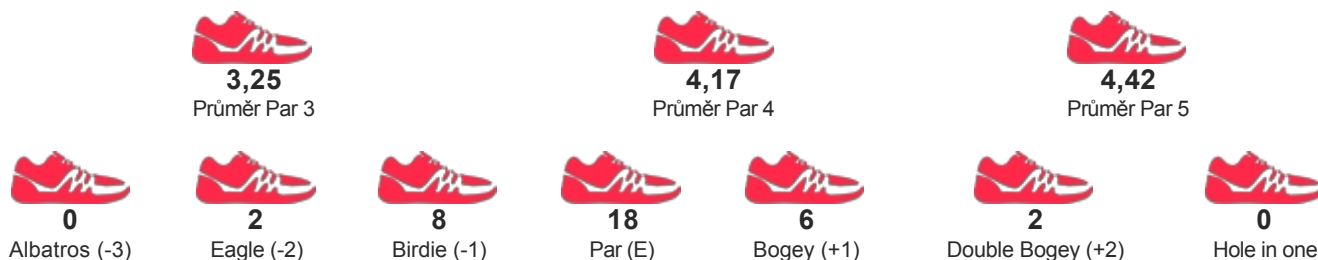 3,25
Průměr Par 3
4,17
Průměr Par 4
4,42
Průměr Par 5
0
Albatros (-3)
2
Eagle (-2)
8
Birdie (-1)
18
Par (E)
6
Bogey (+1)
2
Double Bogey (+2)
0
Hole in one